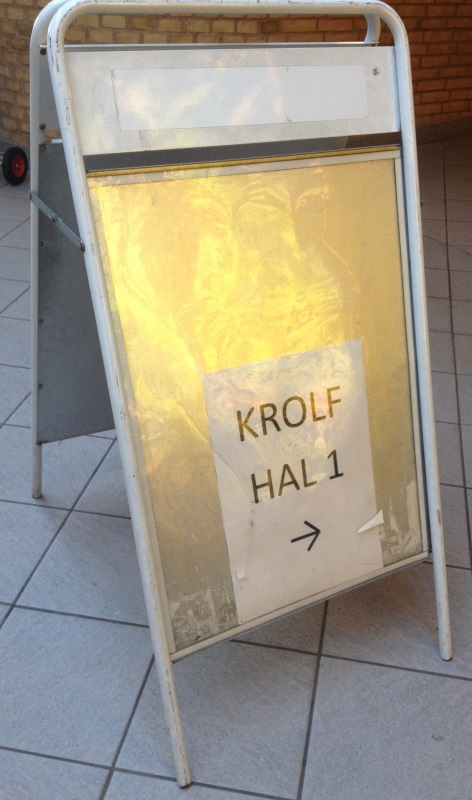 KROLF
HAL 1
→